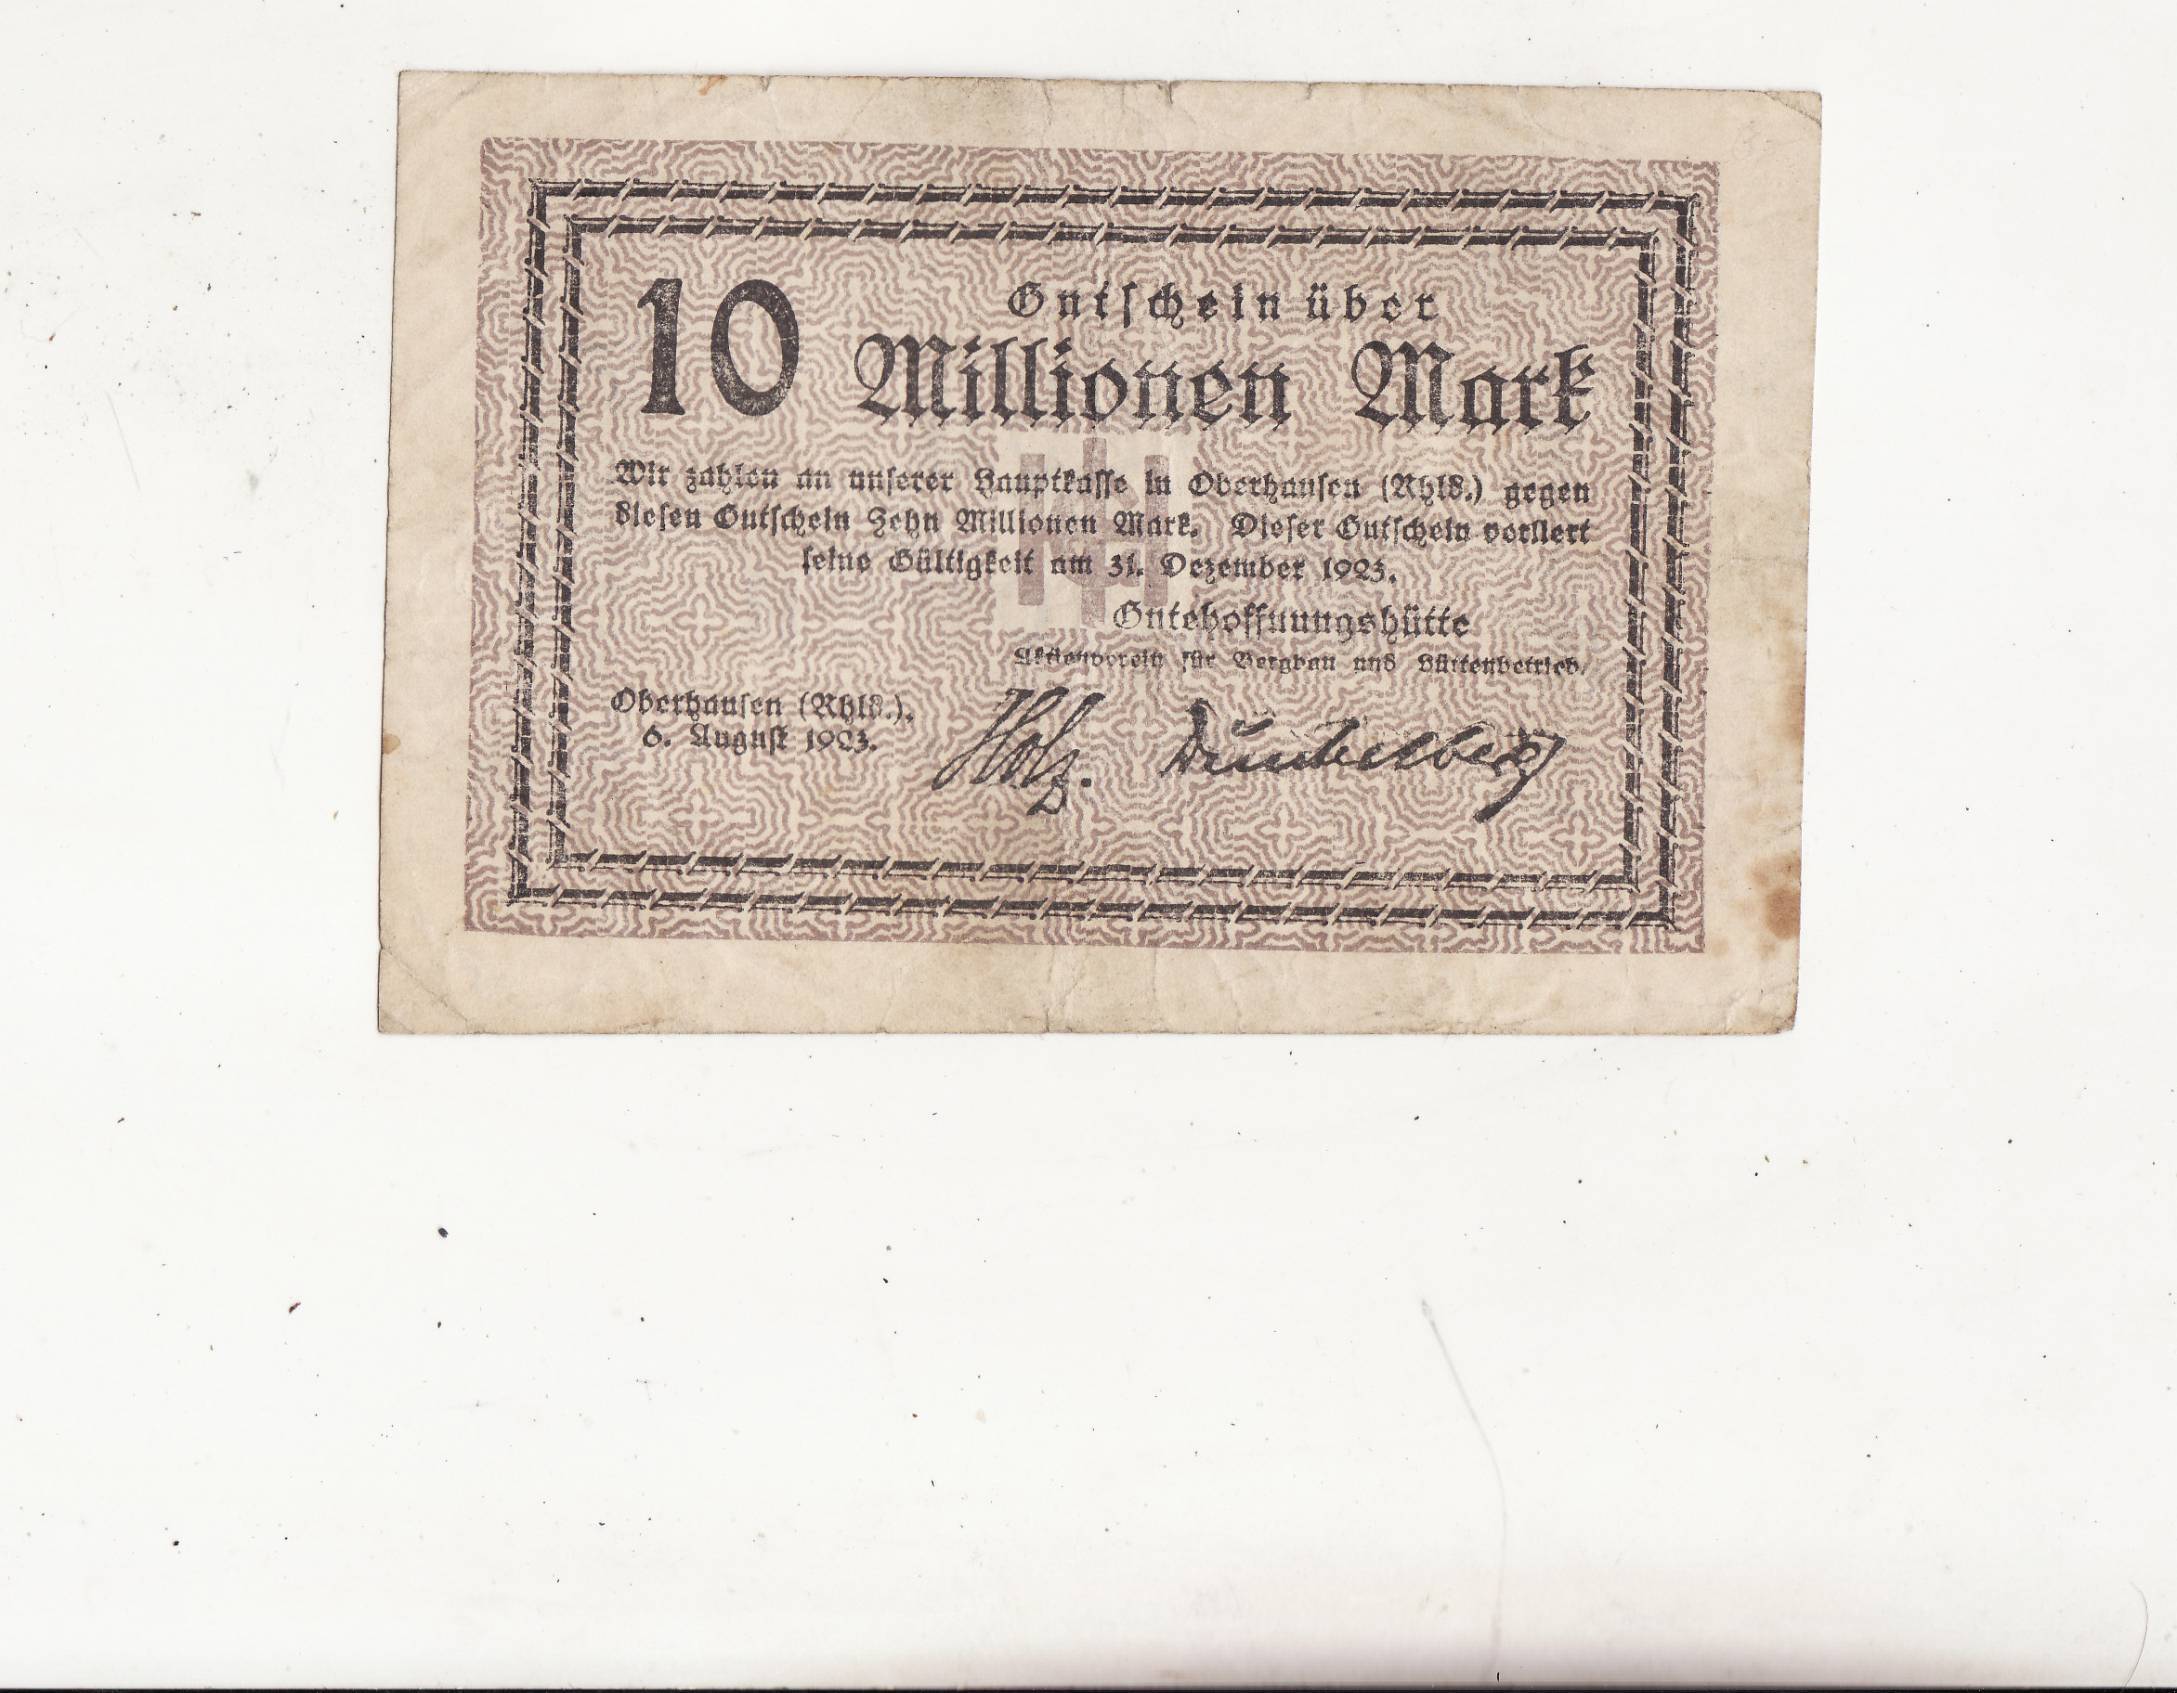 10
Gutschein über
Millionen Mark
Wir zahlen an unserer Hauptkasse in Oberhausen (Rhld.) gegen
diesen Gutschein Zehn Millionen Mark. Dieser Gutschein verliert
seine Gültigkeit am 31. Dezember 1923.
Gutehoffnungshütte
Aktienverein für Bergbau und Hüttenbetrieb.
Oberhausen (Rhld.),
6. August 1923.
Holz. Dunkelberg